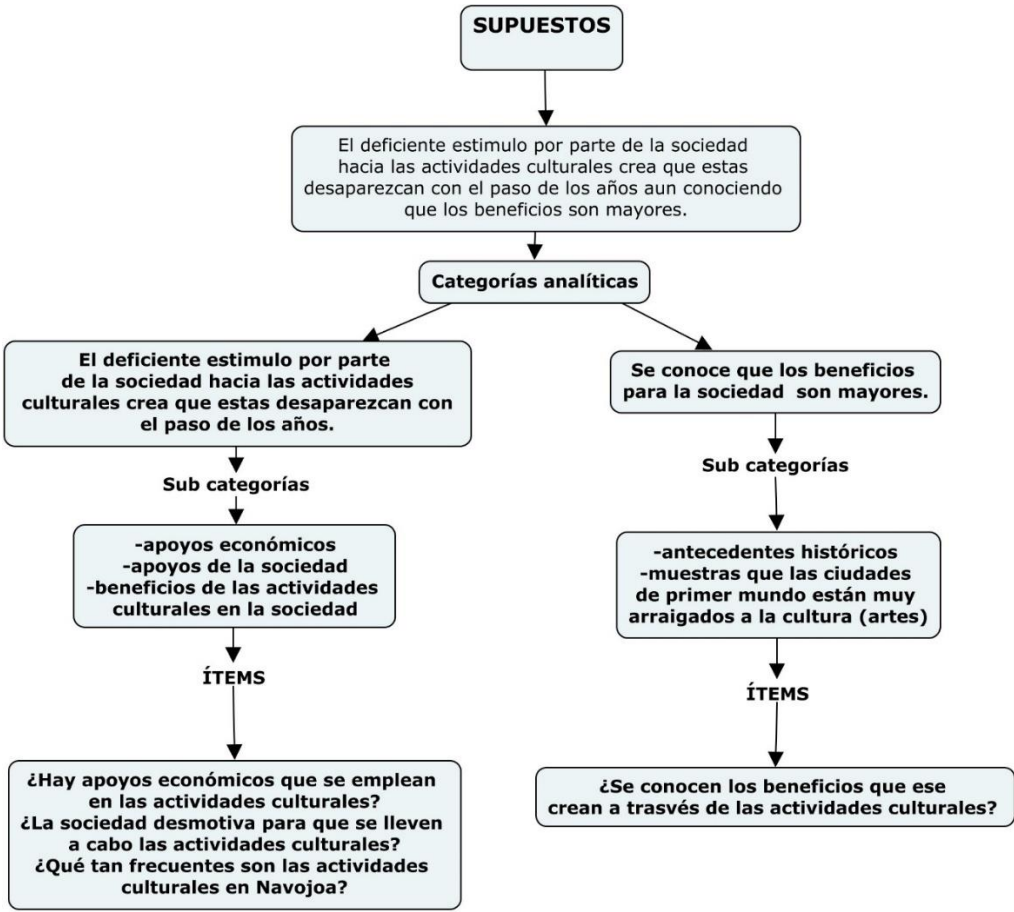 SUPUESTOS
El deficiente estimulo por parte de la sociedad
hacia las actividades culturales crea que estas
desaparezcan con el paso de los años aun conociendo
que los beneficios son mayores.
Categorías analíticas
El deficiente estimulo por parte
de la sociedad hacia las actividades
culturales crea que estas desaparezcan con
el paso de los años.
Sub categorías
-apoyos económicos
-apoyos de la sociedad
-beneficios de las actividades
culturales en la sociedad
ÍTEMS
¿Hay apoyos económicos que se emplean
en las actividades culturales?
¿La sociedad desmotiva para que se lleven
a cabo las actividades culturales?
¿Qué tan frecuentes son las actividades
culturales en Navojoa?
Se conoce que los beneficios
para la sociedad son mayores.
Sub categorías
-antecedentes históricos
-muestras que las ciudades
de primer mundo están muy
arraigados a la cultura (artes)
ÍTEMS
¿Se conocen los beneficios que ese
crean a trasvés de las actividades culturales?